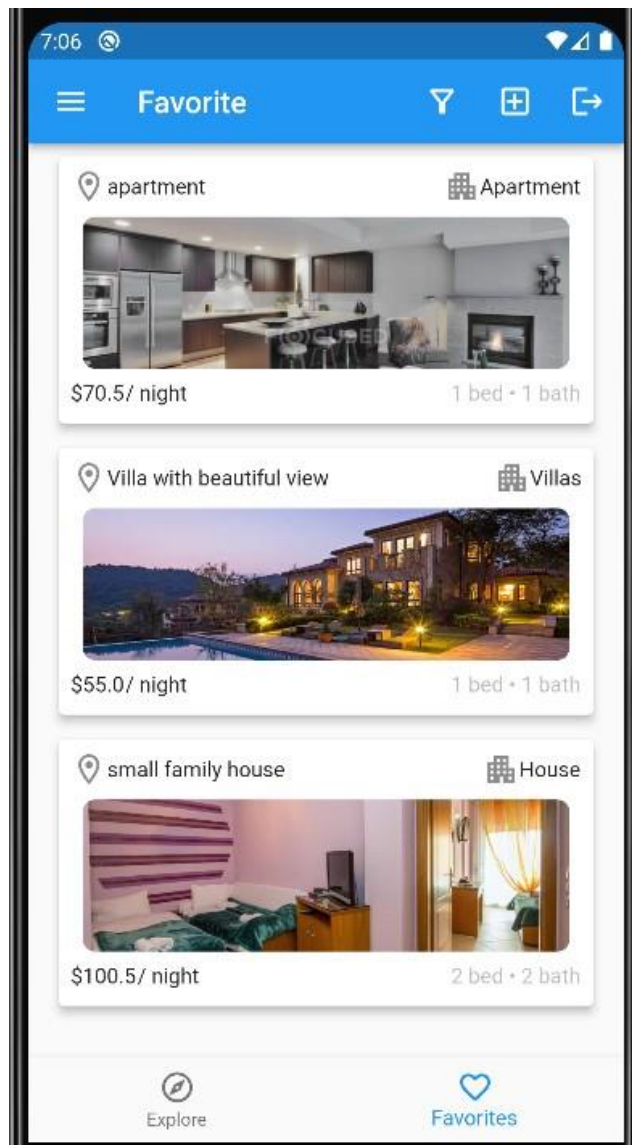 7:06
Favorite
apartment Apartment
$70.5/ night 1 bed • 1 bath
Villa with beautiful view Villas
$55.0/ night 1 bed • 1 bath
small family house House
$100.5/ night 2 bed • 2 bath
Explore Favorites